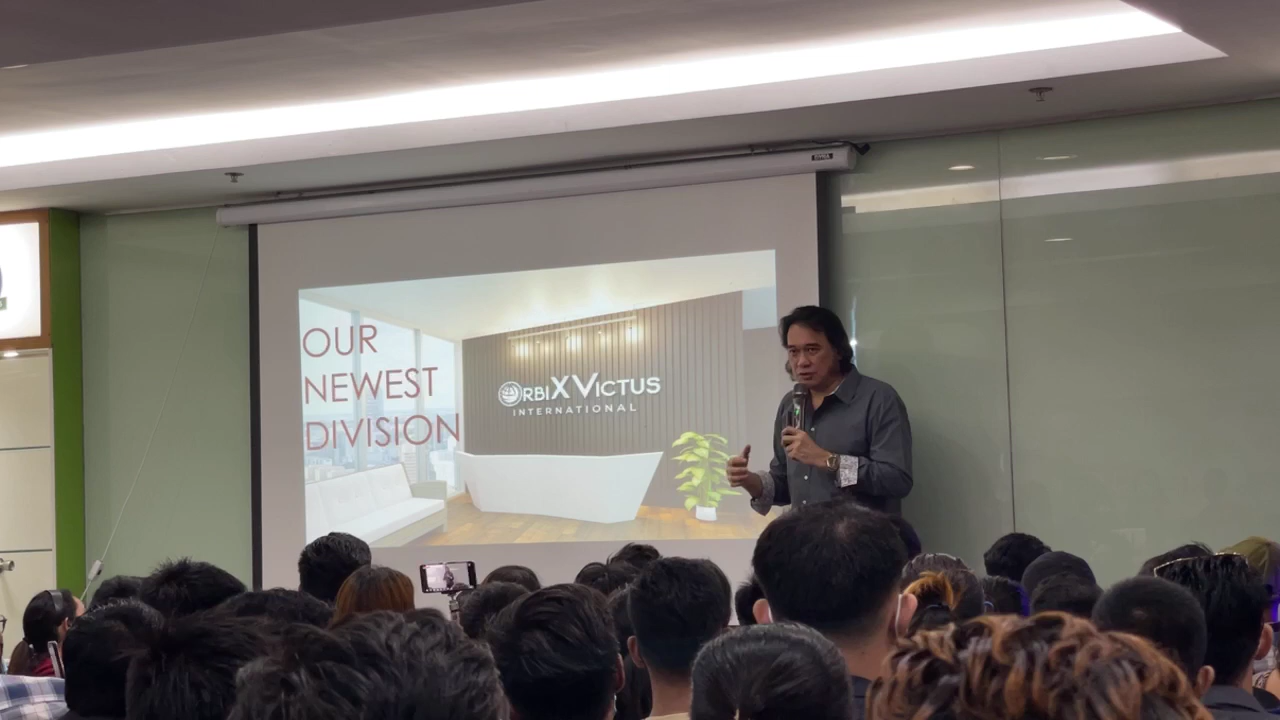 OUR
NEWEST
DIVISION
ORBIXVICTUS
INTERNATIONAL